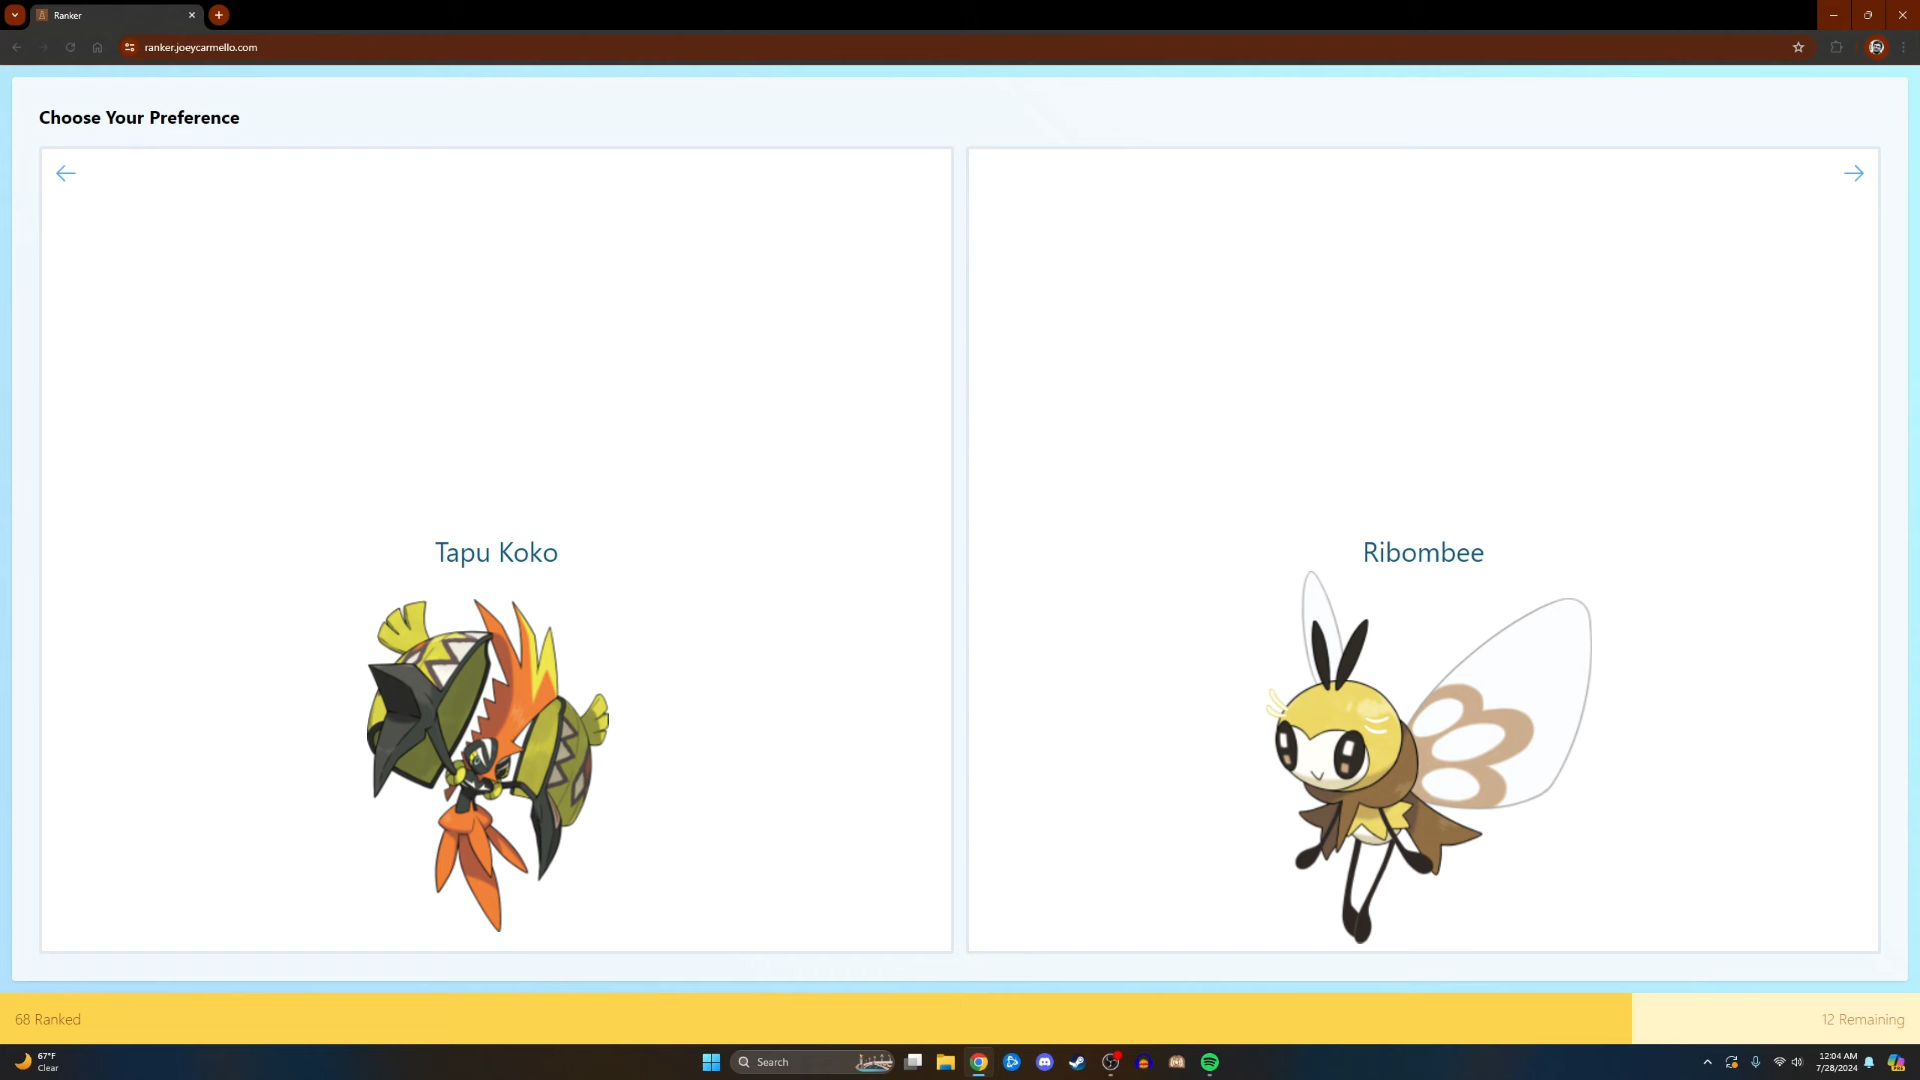 Ranker
ranker.joeycarmello.com
Choose Your Preference
Tapu Koko
Ribombee
68 Ranked
12 Remaining
67°F
Clear
Search
12:04 AM
7/28/2024